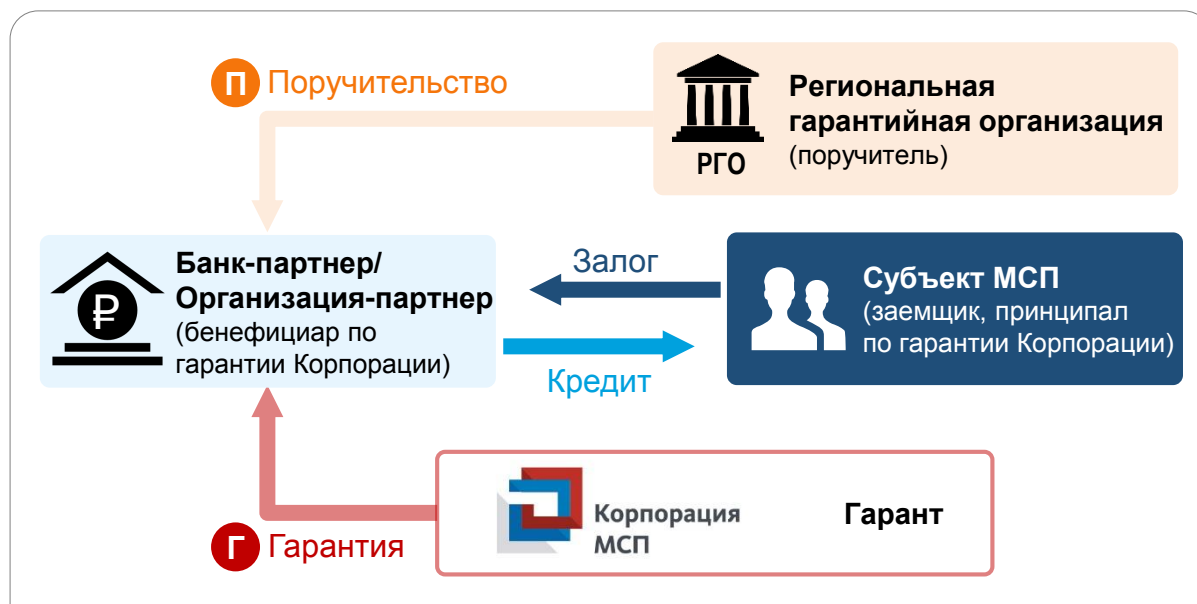 П Поручительство
Региональная
гарантийная организация
(поручитель)
РГО
Банк-партнер/
Организация-партнер
(бенефициар по
гарантии Корпорации)
₽
Залог
Кредит
Субъект МСП
(заемщик, принципал
по гарантии Корпорации)
Корпорация
МСП
Гарант
Г Гарантия